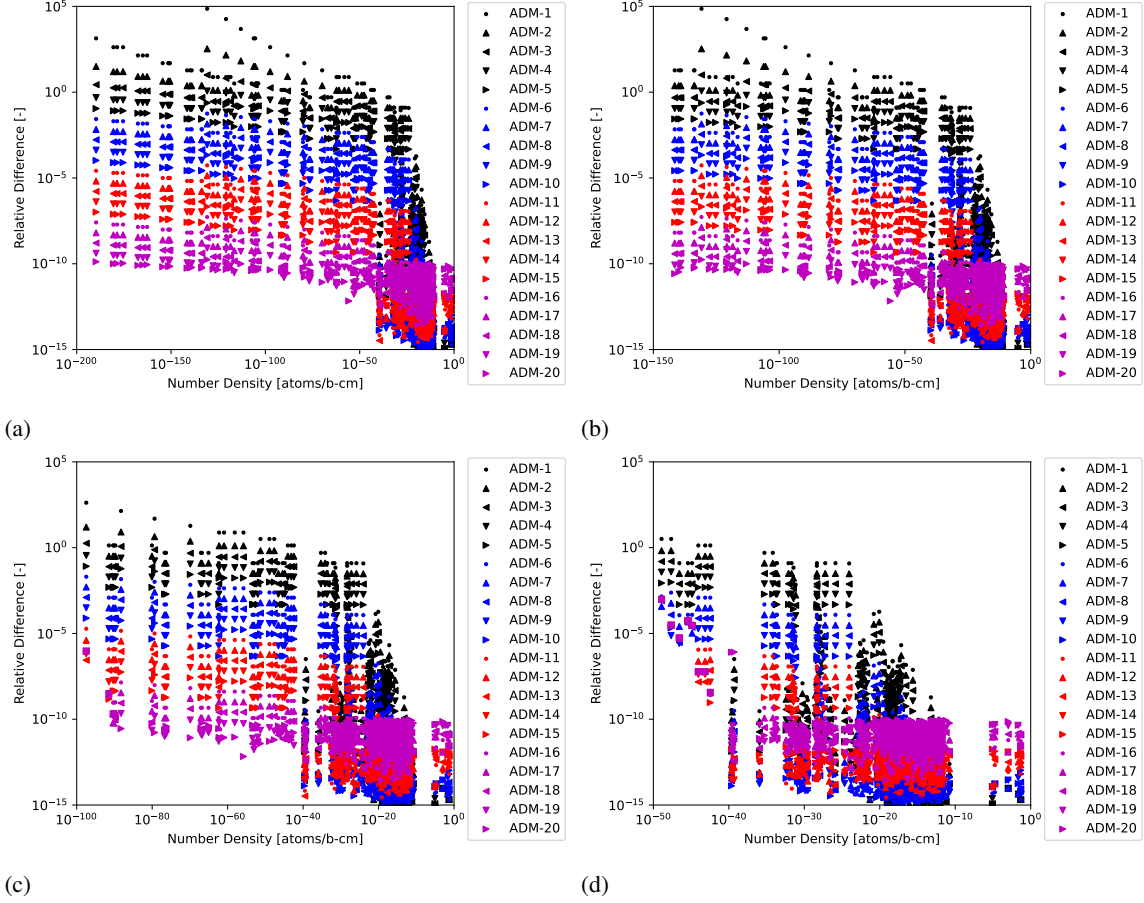 10^5
10^0
10^-5
10^-10
10^-15
Relative Difference [-]
10^-200
10^-150
10^-100
10^-50
10^0
Number Density [atoms/b-cm]
ADM-1
ADM-2
ADM-3
ADM-4
ADM-5
ADM-6
ADM-7
ADM-8
ADM-9
ADM-10
ADM-11
ADM-12
ADM-13
ADM-14
ADM-15
ADM-16
ADM-17
ADM-18
ADM-19
ADM-20
(a)
10^5
10^0
10^-5
10^-10
10^-15
Relative Difference [-]
10^-150
10^-100
10^-50
10^0
Number Density [atoms/b-cm]
ADM-1
ADM-2
ADM-3
ADM-4
ADM-5
ADM-6
ADM-7
ADM-8
ADM-9
ADM-10
ADM-11
ADM-12
ADM-13
ADM-14
ADM-15
ADM-16
ADM-17
ADM-18
ADM-19
ADM-20
(b)
10^5
10^0
10^-5
10^-10
10^-15
Relative Difference [-]
10^-100
10^-80
10^-60
10^-40
10^-20
10^0
Number Density [atoms/b-cm]
ADM-1
ADM-2
ADM-3
ADM-4
ADM-5
ADM-6
ADM-7
ADM-8
ADM-9
ADM-10
ADM-11
ADM-12
ADM-13
ADM-14
ADM-15
ADM-16
ADM-17
ADM-18
ADM-19
ADM-20
(c)
10^5
10^0
10^-5
10^-10
10^-15
Relative Difference [-]
10^-50
10^-40
10^-30
10^-20
10^-10
10^0
Number Density [atoms/b-cm]
ADM-1
ADM-2
ADM-3
ADM-4
ADM-5
ADM-6
ADM-7
ADM-8
ADM-9
ADM-10
ADM-11
ADM-12
ADM-13
ADM-14
ADM-15
ADM-16
ADM-17
ADM-18
ADM-19
ADM-20
(d)